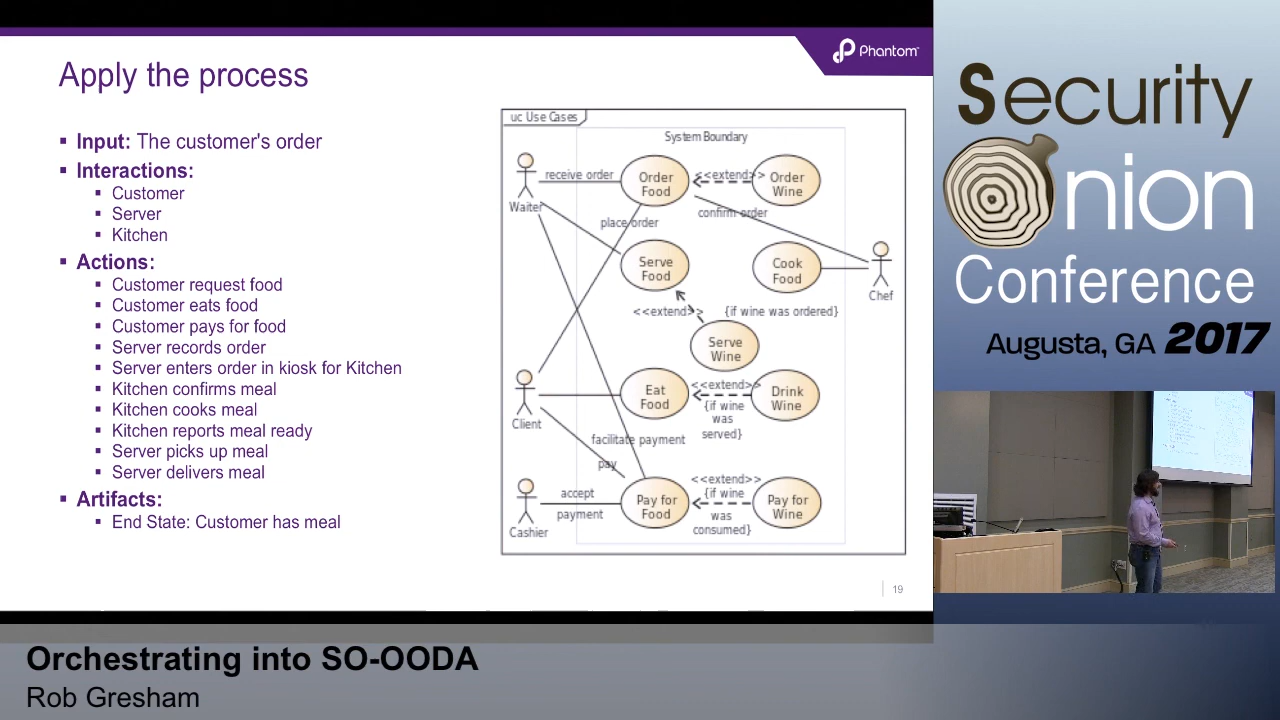 Apply the process
Phantom
Input: The customer's order
Interactions:
Customer
Server
Kitchen
Actions:
Customer request food
Customer eats food
Customer pays for food
Server records order
Server enters order in kiosk for Kitchen
Kitchen confirms meal
Kitchen cooks meal
Kitchen reports meal ready
Server picks up meal
Server delivers meal
Artifacts:
End State: Customer has meal
uc Use Cases
System Boundary
Waiter
receive order
Order
Food
<<extend>>
Order
Wine
place order
confirm order
Serve
Food
Cook
Food
Chef
<<extend>>
{if wine was ordered}
Serve
Wine
Client
Eat
Food
<<extend>>
{if wine
was
served}
Drink
Wine
facilitate payment
pay
Cashier
accept
payment
Pay for
Food
<<extend>>
{if wine
was
consumed}
Pay for
Wine
19
Security
Onion
Conference
Augusta, GA 2017
Orchestrating into SO-OODA
Rob Gresham